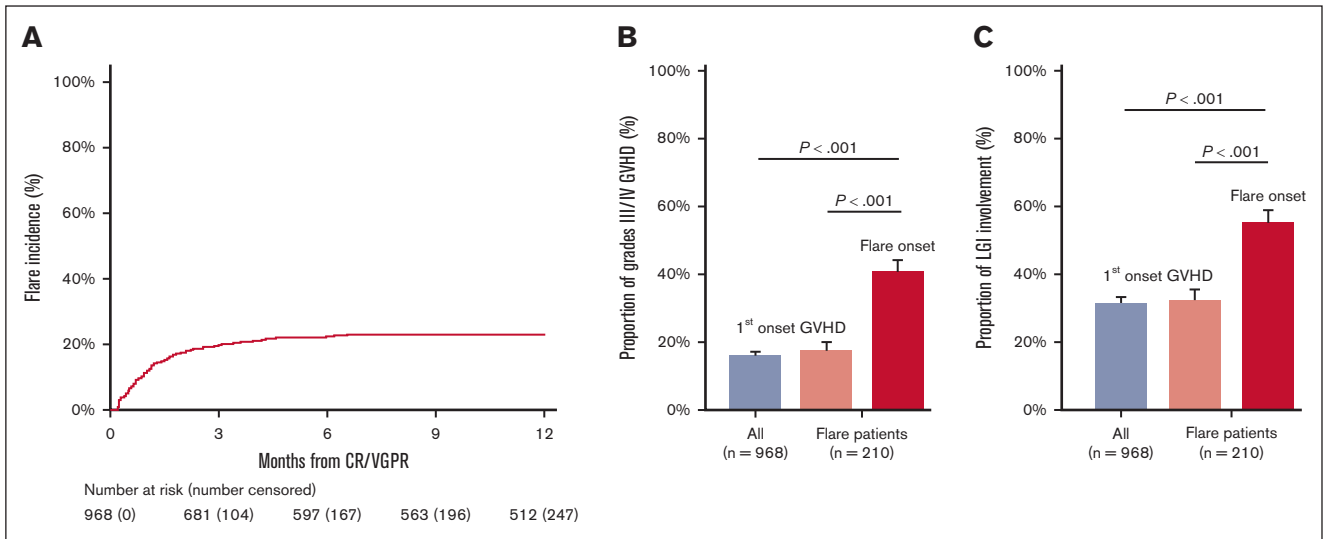 A
100%
80%
60%
40%
20%
0%
Flare incidence (%)
0 3 6 9 12
Months from CR/VGPR
Number at risk (number censored)
968 (0) 681 (104) 597 (167) 563 (196) 512 (247)
B
100%
80%
60%
40%
20%
0%
Proportion of grades III/IV GVHD (%)
P < .001
P < .001
Flare onset
1st onset GVHD
All
(n = 968)
Flare patients
(n = 210)
C
100%
80%
60%
40%
20%
0%
Proportion of LGI involvement (%)
P < .001
P < .001
Flare onset
1st onset GVHD
All
(n = 968)
Flare patients
(n = 210)